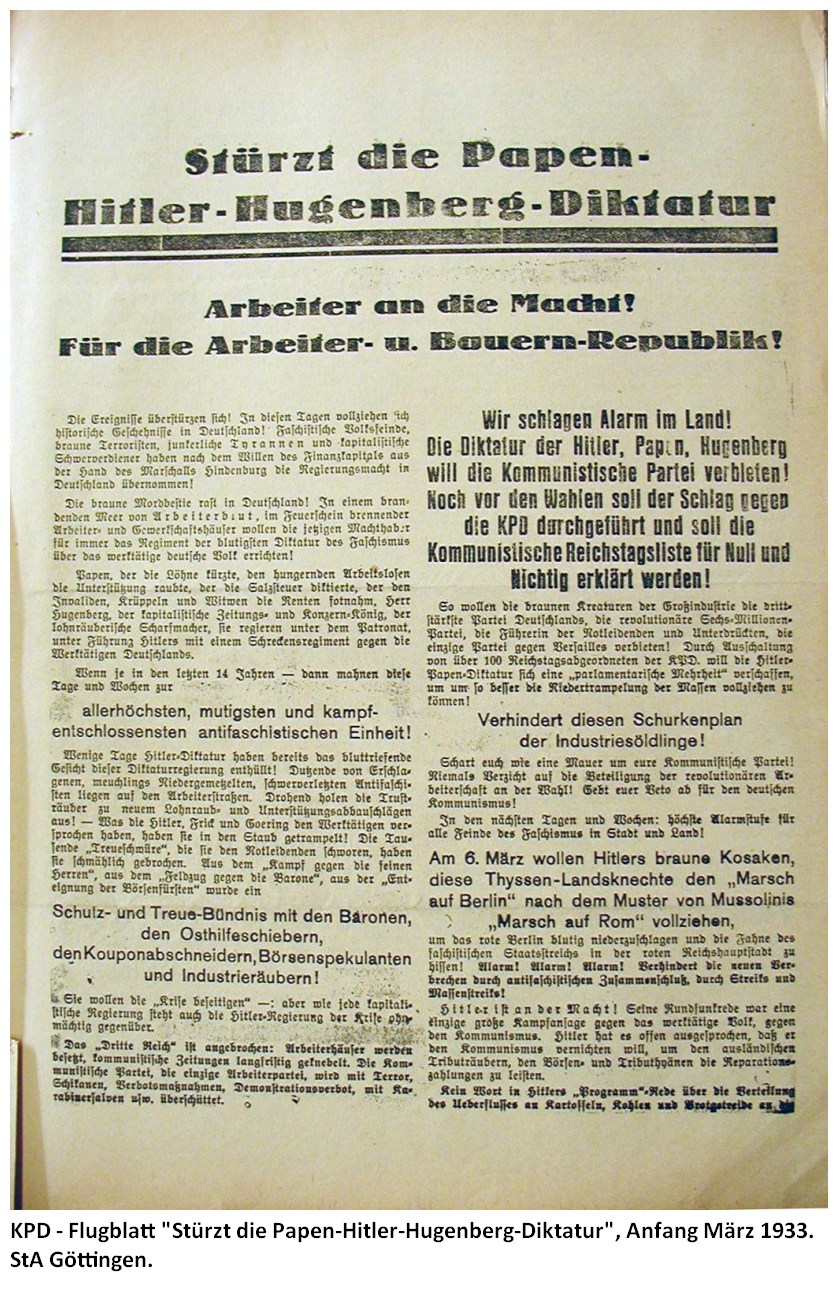 Stürzt die Papen-
Hitler-Hugenberg-Diktatur
Arbeiter an die Macht!
Für die Arbeiter- u. Bauern-Republik!
Die Ereignisse überstürzen sich! In diesen Tagen vollziehen sich
historische Geschehnisse in Deutschland! Faschistische Volksfeinde,
braune Terroristen, junkerliche Tyrannen und kapitalistische
Schwerverdiener haben nach dem Willen des Finanzkapitals aus
der Hand des Marschalls Hindenburg die Regierungsmacht in
Deutschland übernommen!
Die braune Mordbestie rast in Deutschland! In einem bran-
denden Meer von Arbeiterblut, im Feuerschein brennender
Arbeiter- und Gewerkschaftshäuser wollen die jetzigen Machthaber
für immer das Regiment der blutigsten Diktatur des Faschismus
über das werktätige deutsche Volk errichten!
Papen, der die Löhne kürzte, den hungernden Arbeitslosen
die Unterstützung raubte, der die Salzsteuer diktierte, der den
Invaliden, Krüppeln und Witwen die Renten fortnahm, Herr
Hugenberg, der kapitalistische Zeitungs- und Konzern-König, der
lohnräuberische Scharfmacher, sie regieren unter dem Patronat,
unter Führung Hitlers mit einem Schreckensregiment gegen die
Werktätigen Deutschlands.
Wenn je in den letzten 14 Jahren — dann mahnen diese
Tage und Wochen zur
allerhöchsten, mutigsten und kampf-
entschlossensten antifaschistischen Einheit!
Wenige Tage Hitler-Diktatur haben bereits das bluttriefende
Gesicht dieser Diktaturregierung enthüllt! Dutzende von Erschla-
genen, meuchlings Niedergemetzelten, schwerverletzten Antifaschi-
sten liegen auf den Arbeiterstraßen. Drohend holen die Trust-
räuber zu neuem Lohnraub- und Unterstützungsabbauschlägen
aus! — Was die Hitler, Frick und Goering den Werktätigen ver-
sprochen haben, haben sie in den Staub getrampelt! Die Tau-
sende „Treueschwüre“, die sie den Notleidenden schworen, haben
sie schmählich gebrochen. Aus dem „Kampf gegen die feinen
Herren“, aus dem „Feldzug gegen die Barone“, aus der „Ent-
eignung der Börsenfürsten“ wurde ein
Schulz- und Treue-Bündnis mit den Baronen,
den Osthilfeschiebern,
den Kouponabschneidern, Börsenspekulanten
und Industrieräubern!
Sie wollen die „Krise beseitigen“ —: aber wie jede kapitali-
stische Regierung steht auch die Hitler-Regierung der Krise ohn-
mächtig gegenüber.
Das „Dritte Reich“ ist angebrochen: Arbeiterhäuser werden
besetzt, kommunistische Zeitungen langfristig geknebelt. Die Kom-
munistische Partei, die einzige Arbeiterpartei, wird mit Terror,
Schikanen, Verbotsmaßnahmen, Demonstrationsverbot, mit Ka-
rabinersalven usw. überschüttet.
Wir schlagen Alarm im Land!
Die Diktatur der Hitler, Papen, Hugenberg
will die Kommunistische Partei verbieten!
Noch vor den Wahlen soll der Schlag gegen
die KPD durchgeführt und soll die
Kommunistische Reichstagsliste für Null und
Nichtig erklärt werden!
So wollen die braunen Kreaturen der Großindustrie die dritt-
stärkste Partei Deutschlands, die revolutionäre Sechs-Millionen-
Partei, die Führerin der Notleidenden und Unterdrückten, die
einzige Partei gegen Versailles verbieten! Durch Ausschaltung
von über 100 Reichstagsabgeordneten der KPD. will die Hitler-
Papen-Diktatur sich eine „parlamentarische Mehrheit“ verschaffen,
um um so besser die Niedertrampelung der Massen vollziehen zu
können!
Verhindert diesen Schurkenplan
der Industriesöldlinge!
Schart euch wie eine Mauer um eure Kommunistische Partei!
Niemals Verzicht auf die Beteiligung der revolutionären Ar-
beiterschaft an der Wahl! Gebt euer Veto ab für den deutschen
Kommunismus!
In den nächsten Tagen und Wochen: höchste Alarmstufe für
alle Feinde des Faschismus in Stadt und Land!
Am 6. März wollen Hitlers braune Kosaken,
diese Thyssen-Landsknechte den „Marsch
auf Berlin“ nach dem Muster von Mussolinis
„Marsch auf Rom“ vollziehen,
um das rote Berlin blutig niederzuschlagen und die Fahne des
faschistischen Staatsstreichs in der roten Reichshauptstadt zu
hissen! Alarm! Alarm! Alarm! Verhindert die neuen Ver-
brechen durch antifaschistischen Zusammenschluß, durch Streiks und
Massenstreiks!
Hitler ist an der Macht! Seine Rundfunkrede war eine
einzige große Kampfansage gegen das werktätige Volk, gegen
den Kommunismus. Hitler hat es offen ausgesprochen, daß er
den Kommunismus vernichten will, um den ausländischen
Tributräubern, den Börsen- und Tributhyänen die Reparations-
zahlungen zu leisten.
Kein Wort in Hitlers „Programm“-Rede über die Verteilung
des Ueberflusses an Kartoffeln, Kohlen und Brotgetreide an die
KPD - Flugblatt "Stürzt die Papen-Hitler-Hugenberg-Diktatur", Anfang März 1933.
StA Göttingen.